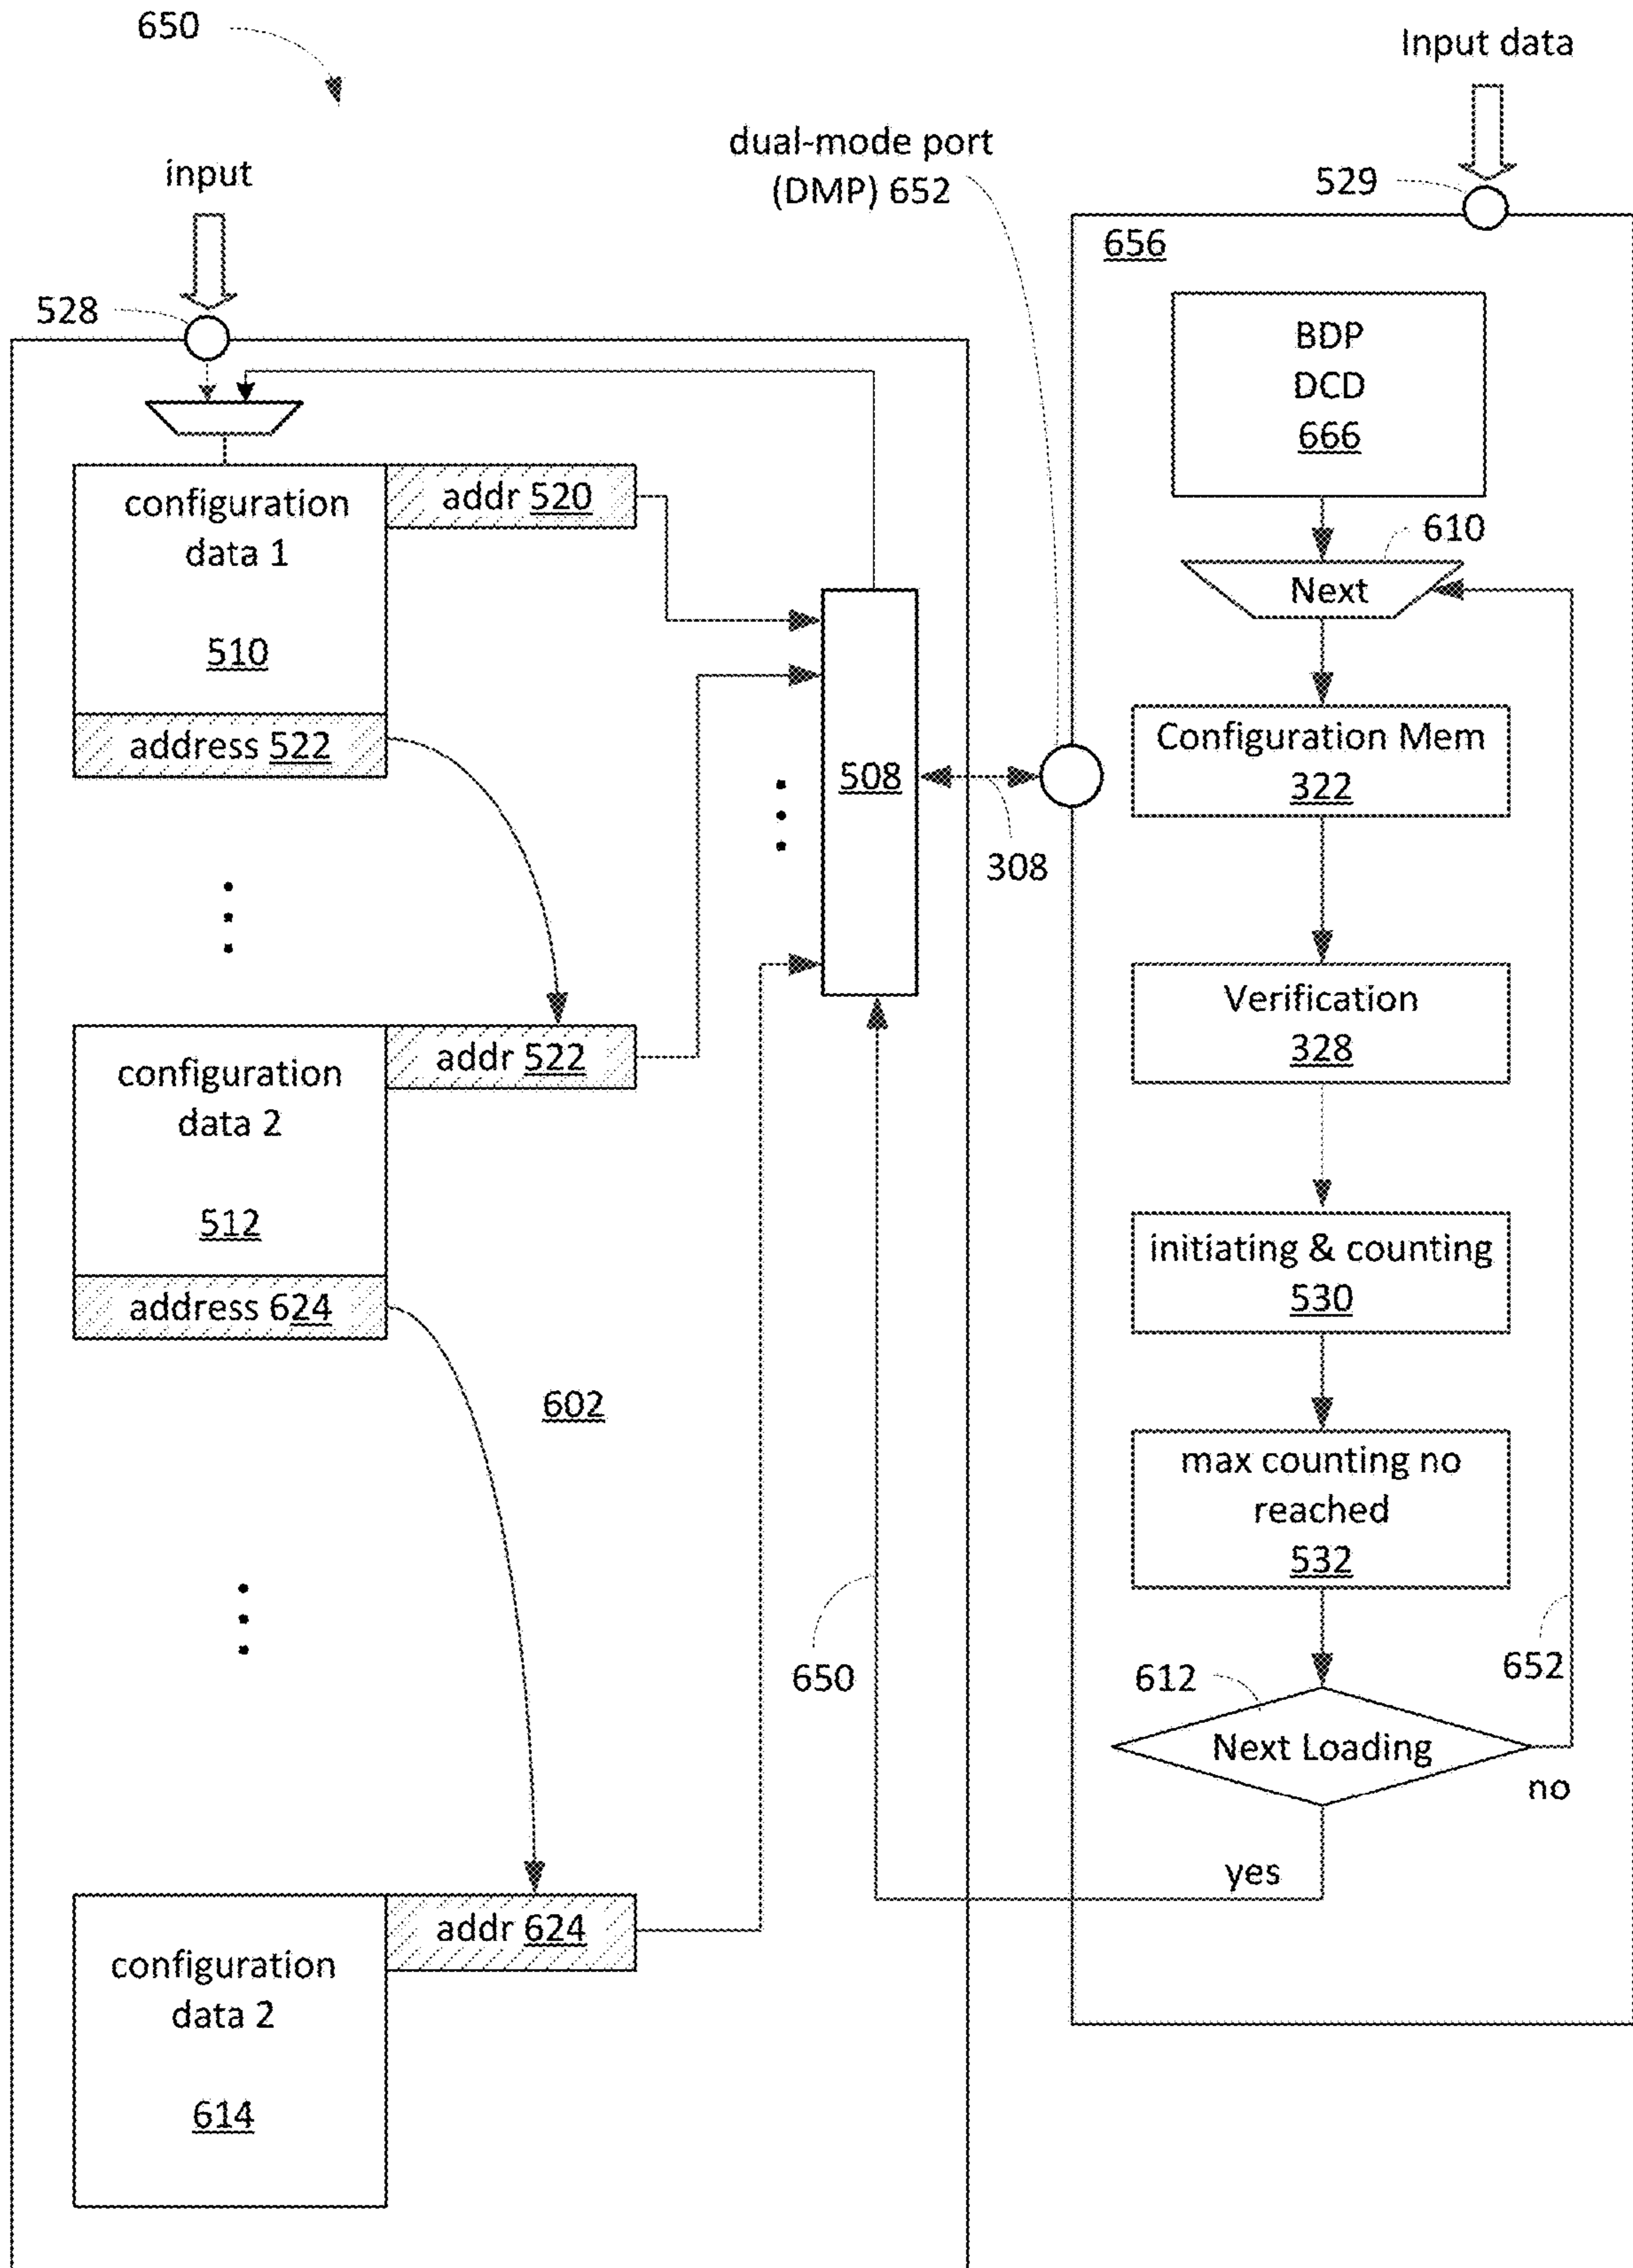 650
Input data
input
dual-mode port
(DMP) 652
529
528
656
BDP
DCD
666
610
Next
configuration
data 1
510
addr 520
address 522
508
308
Configuration Mem
322
Verification
328
configuration
data 2
512
addr 522
address 624
602
initiating & counting
530
max counting no
reached
532
650
612
652
Next Loading
no
yes
configuration
data 2
614
addr 624